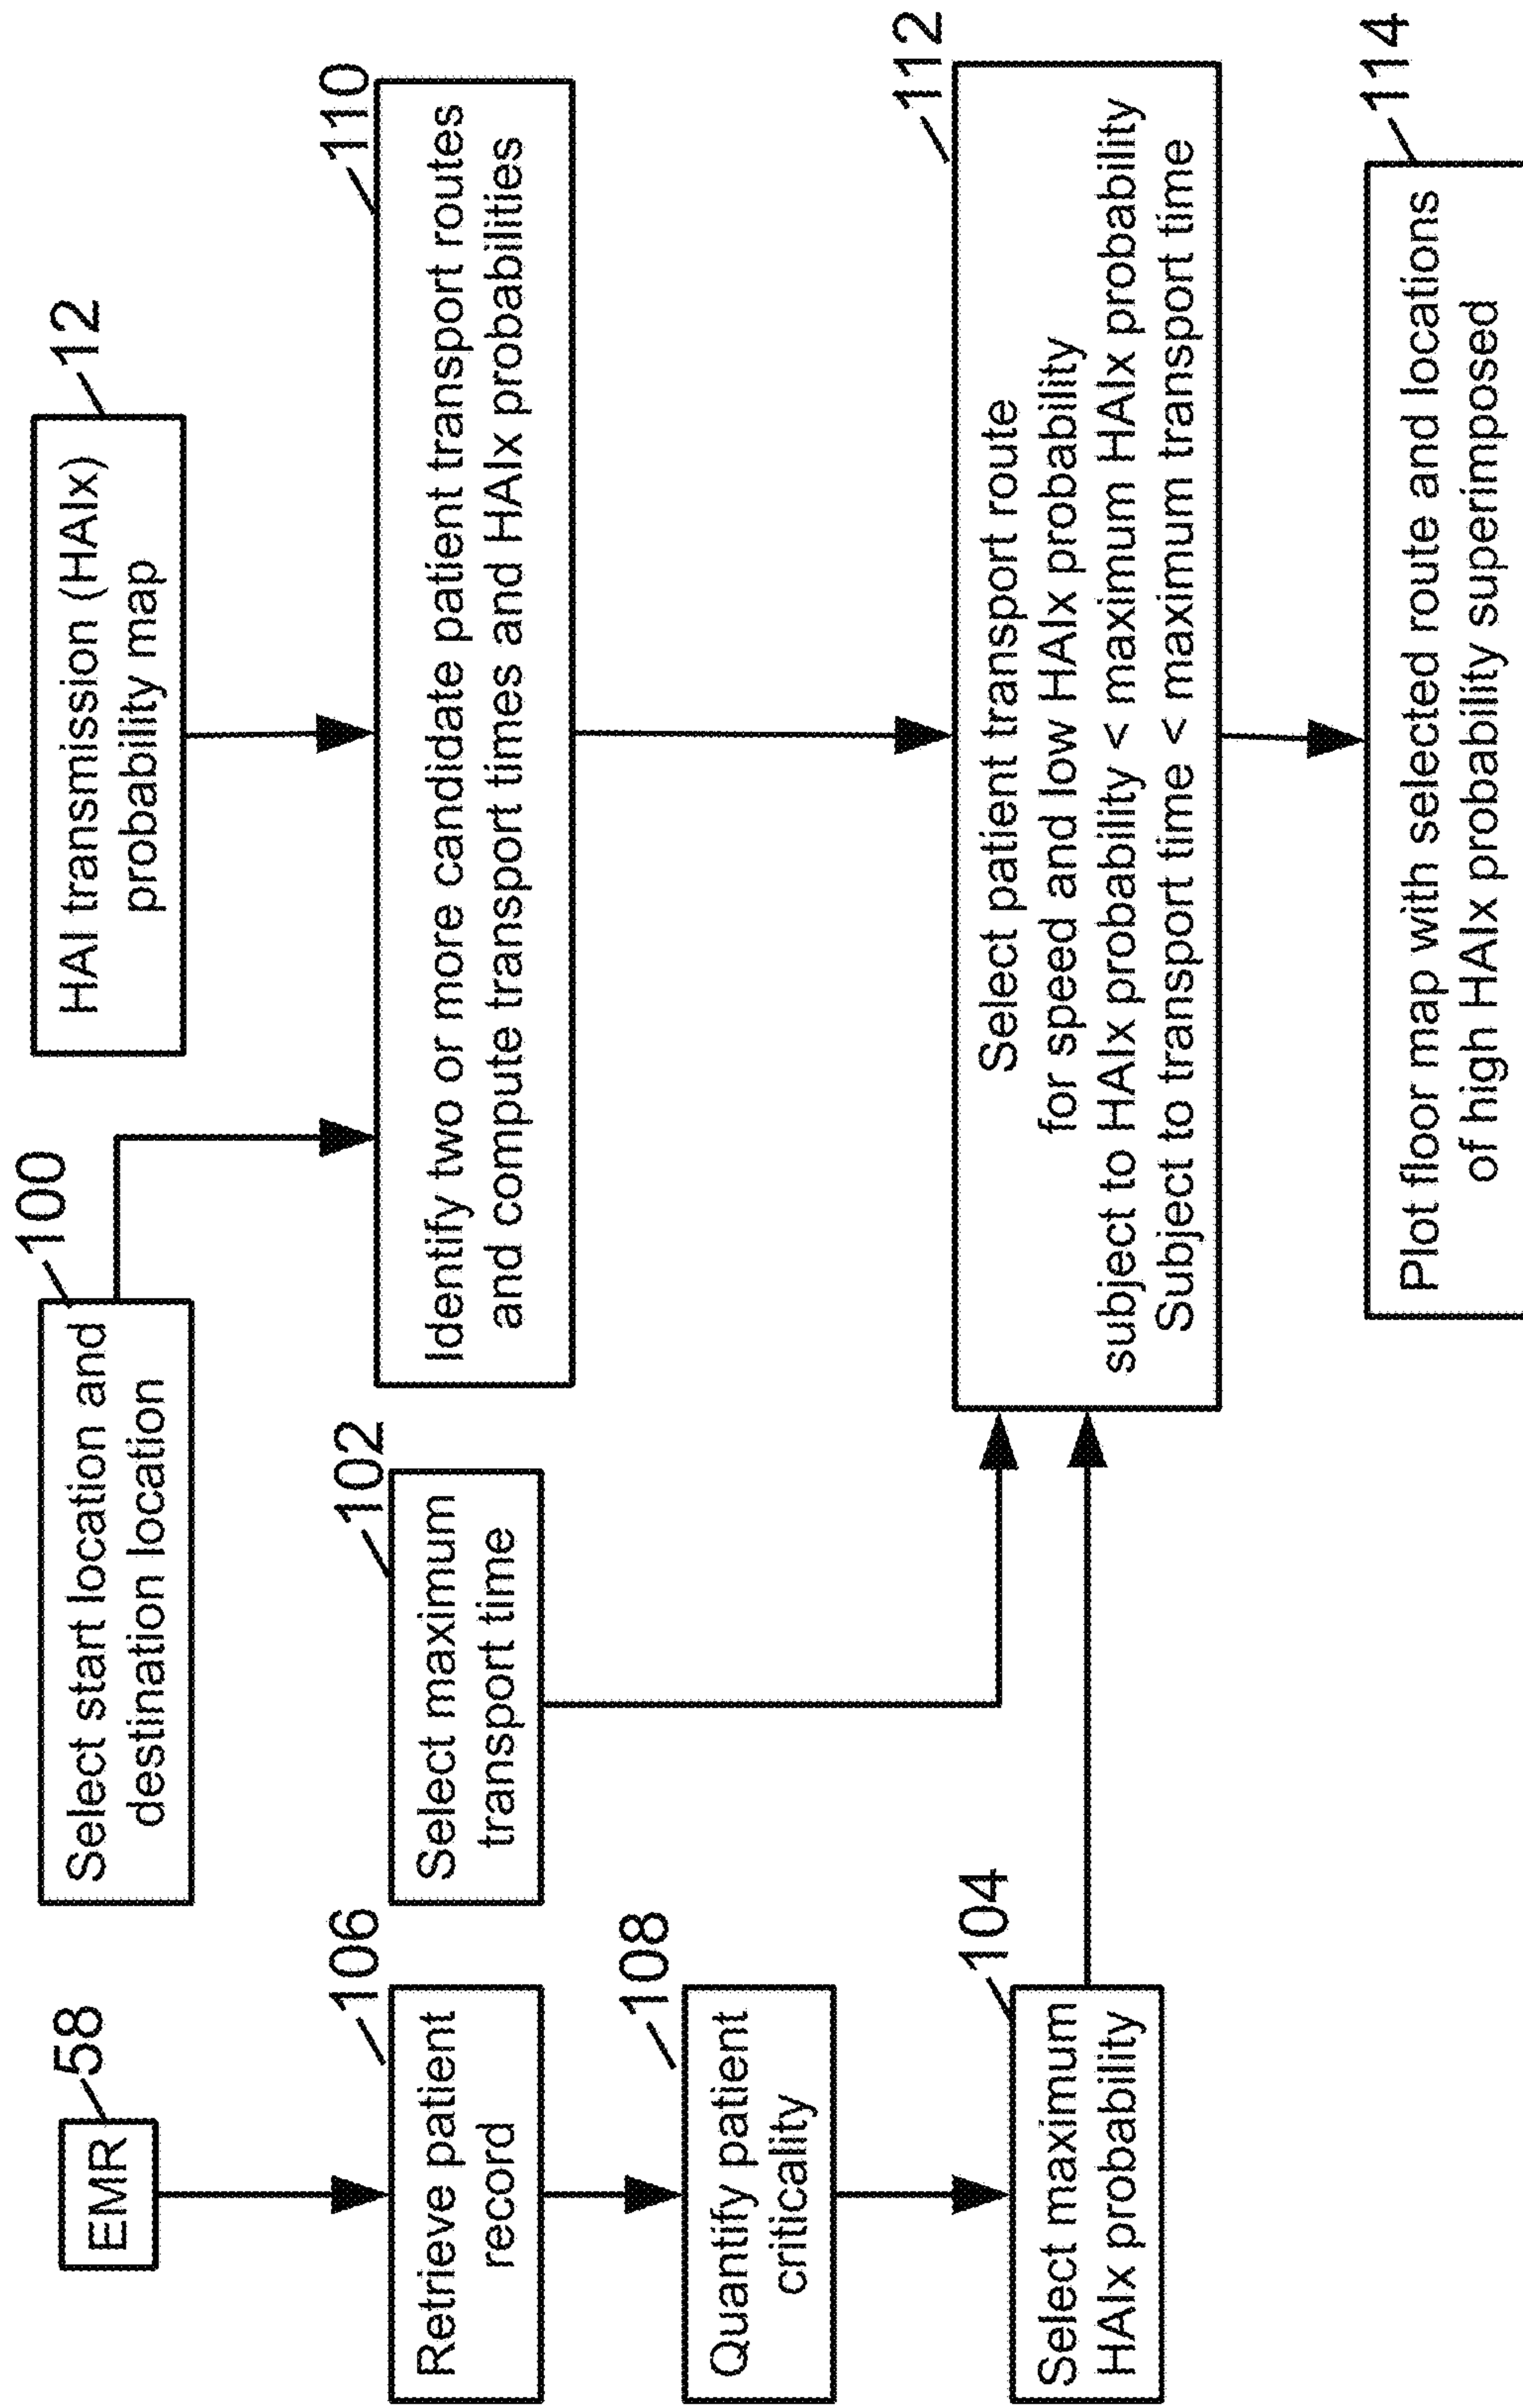 EMR
58
Retrieve patient
record
106
Quantify patient
criticality
108
Select maximum
HAIx probability
104
Select start location and
destination location
100
Select maximum
transport time
102
HAI transmission (HAIx)
probability map
12
Identify two or more candidate patient transport routes
and compute transport times and HAIx probabilities
110
Select patient transport route
for speed and low HAIx probability
subject to HAIx probability < maximum HAIx probability
Subject to transport time < maximum transport time
112
Plot floor map with selected route and locations
of high HAIx probability superimposed
114